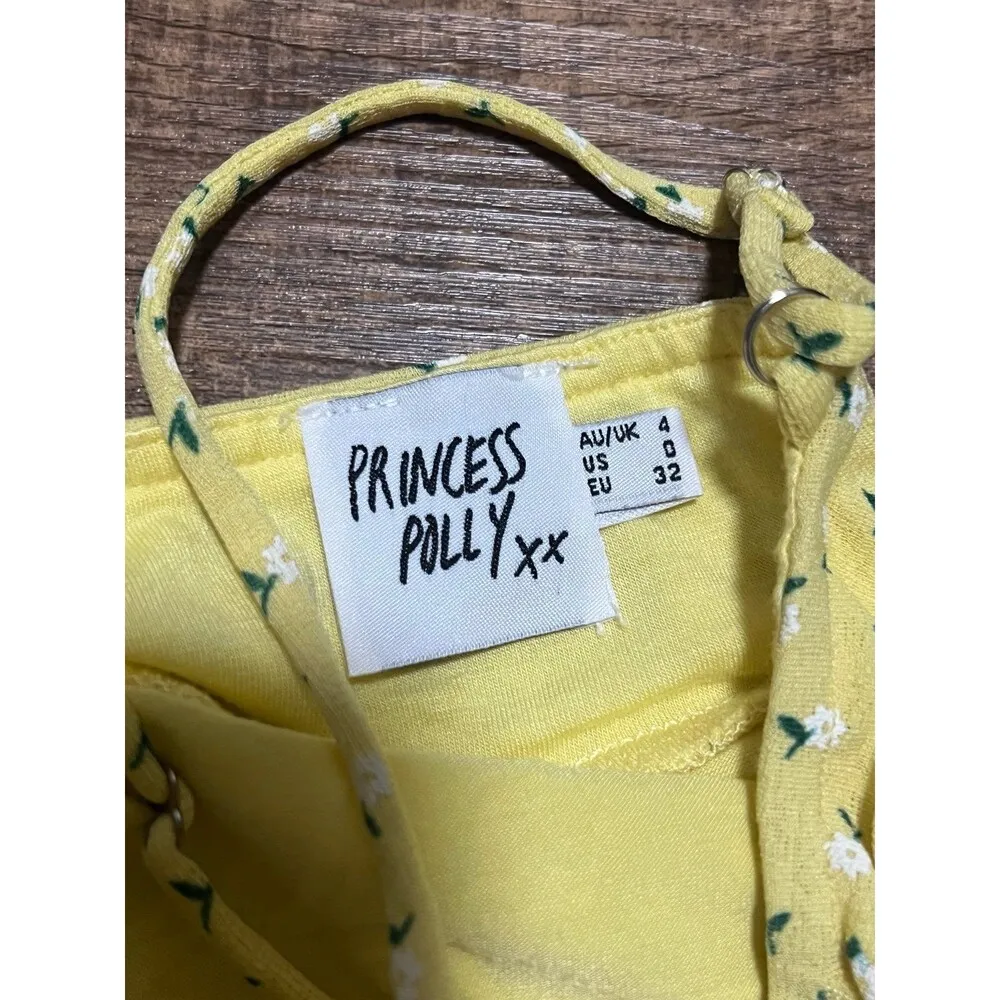 PRINCESS
POLLY xx
AU/UK 4
US 0
EU 32